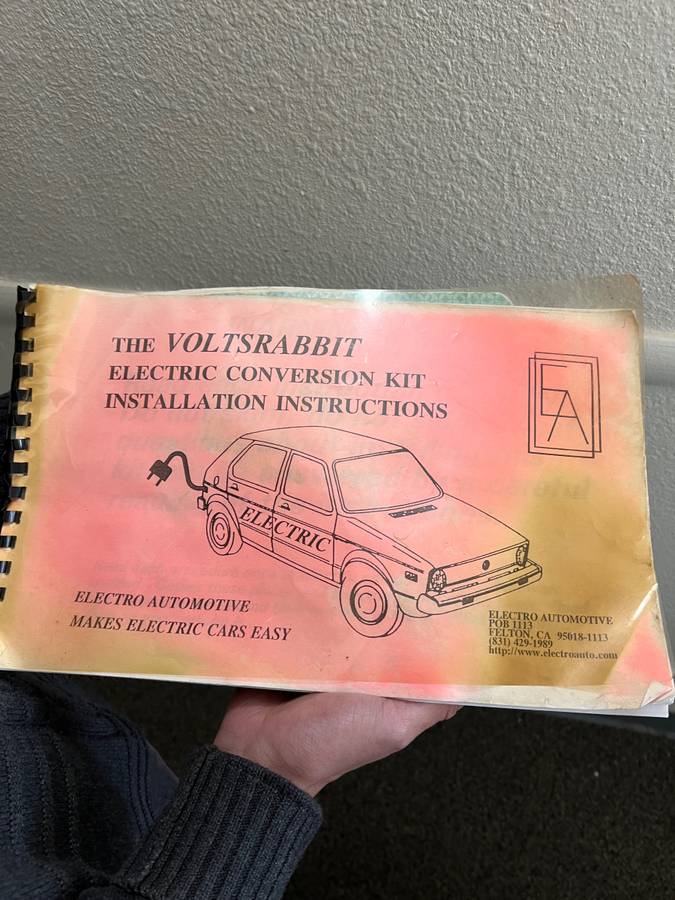 THE VOLTSRABBIT
ELECTRIC CONVERSION KIT
INSTALLATION INSTRUCTIONS
EA
ELECTRIC
ELECTRO AUTOMOTIVE
MAKES ELECTRIC CARS EASY
ELECTRO AUTOMOTIVE
POB 1113
FELTON, CA 95018-1113
(831) 429-1989
http://www.electroauto.com